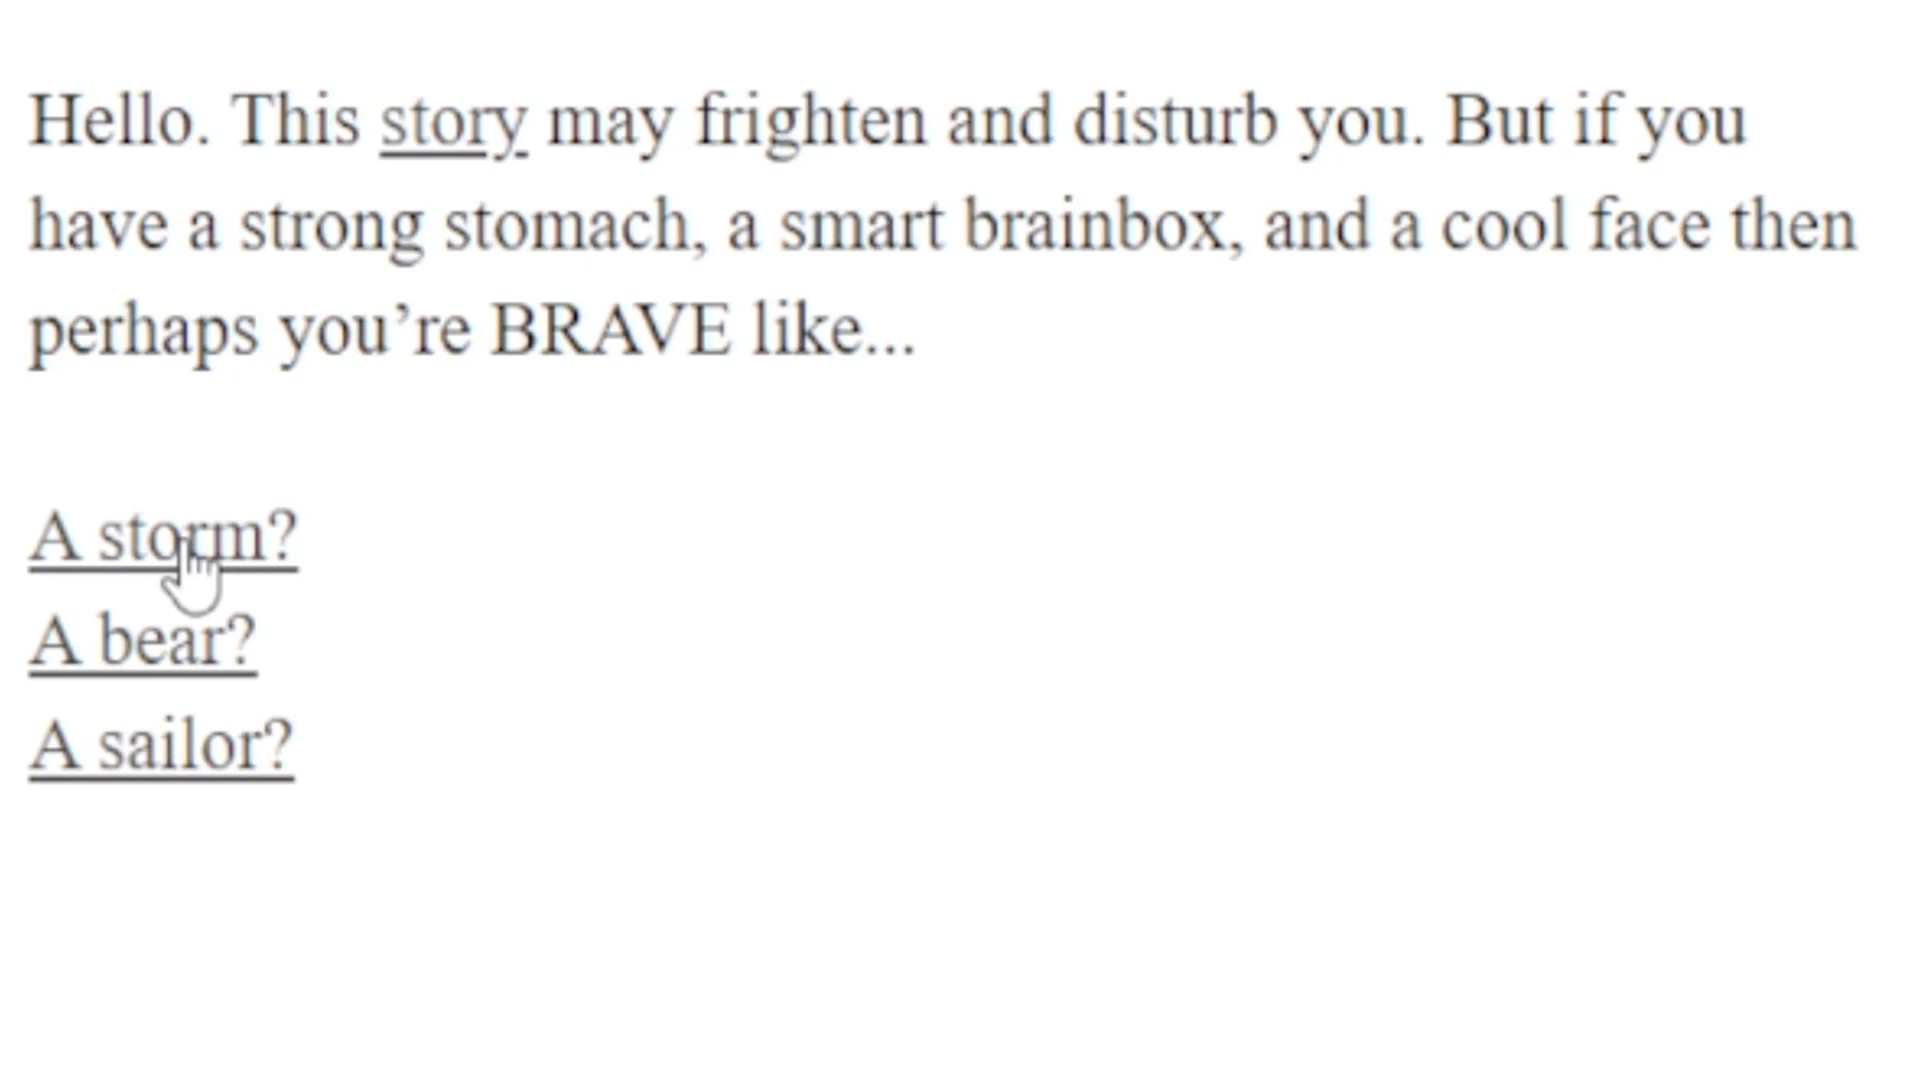 Hello. This story may frighten and disturb you. But if you
have a strong stomach, a smart brainbox, and a cool face then
perhaps you’re BRAVE like...
A storm?
A bear?
A sailor?